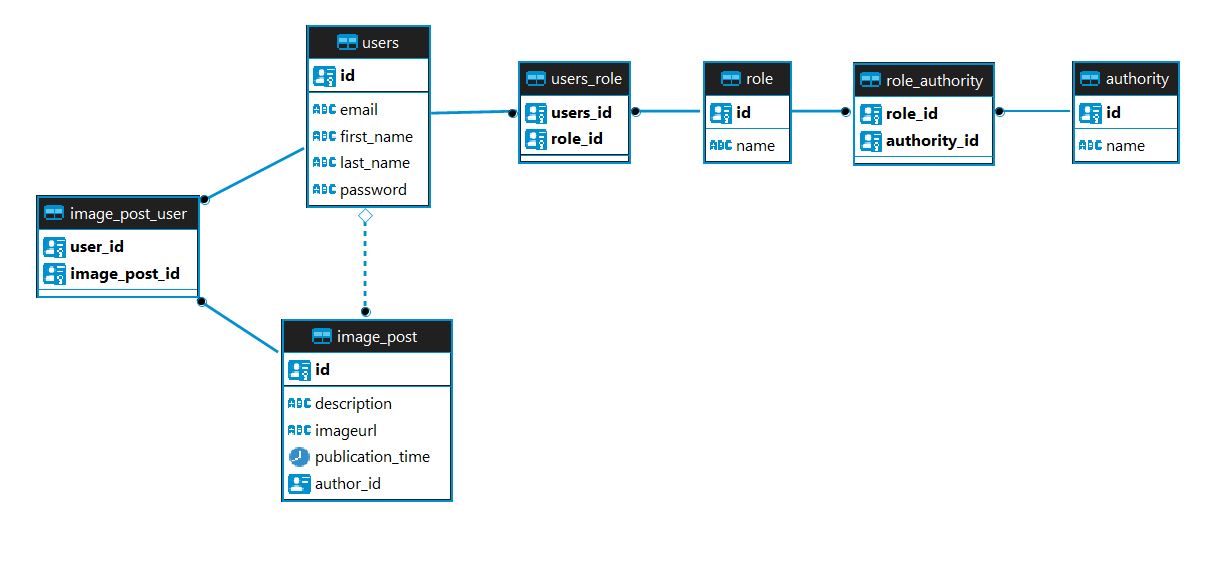 users
id
ABC email
ABC first_name
ABC last_name
ABC password
users_role
users_id
role_id
role
id
ABC name
role_authority
role_id
authority_id
authority
id
ABC name
image_post_user
user_id
image_post_id
image_post
id
ABC description
ABC imageurl
publication_time
author_id